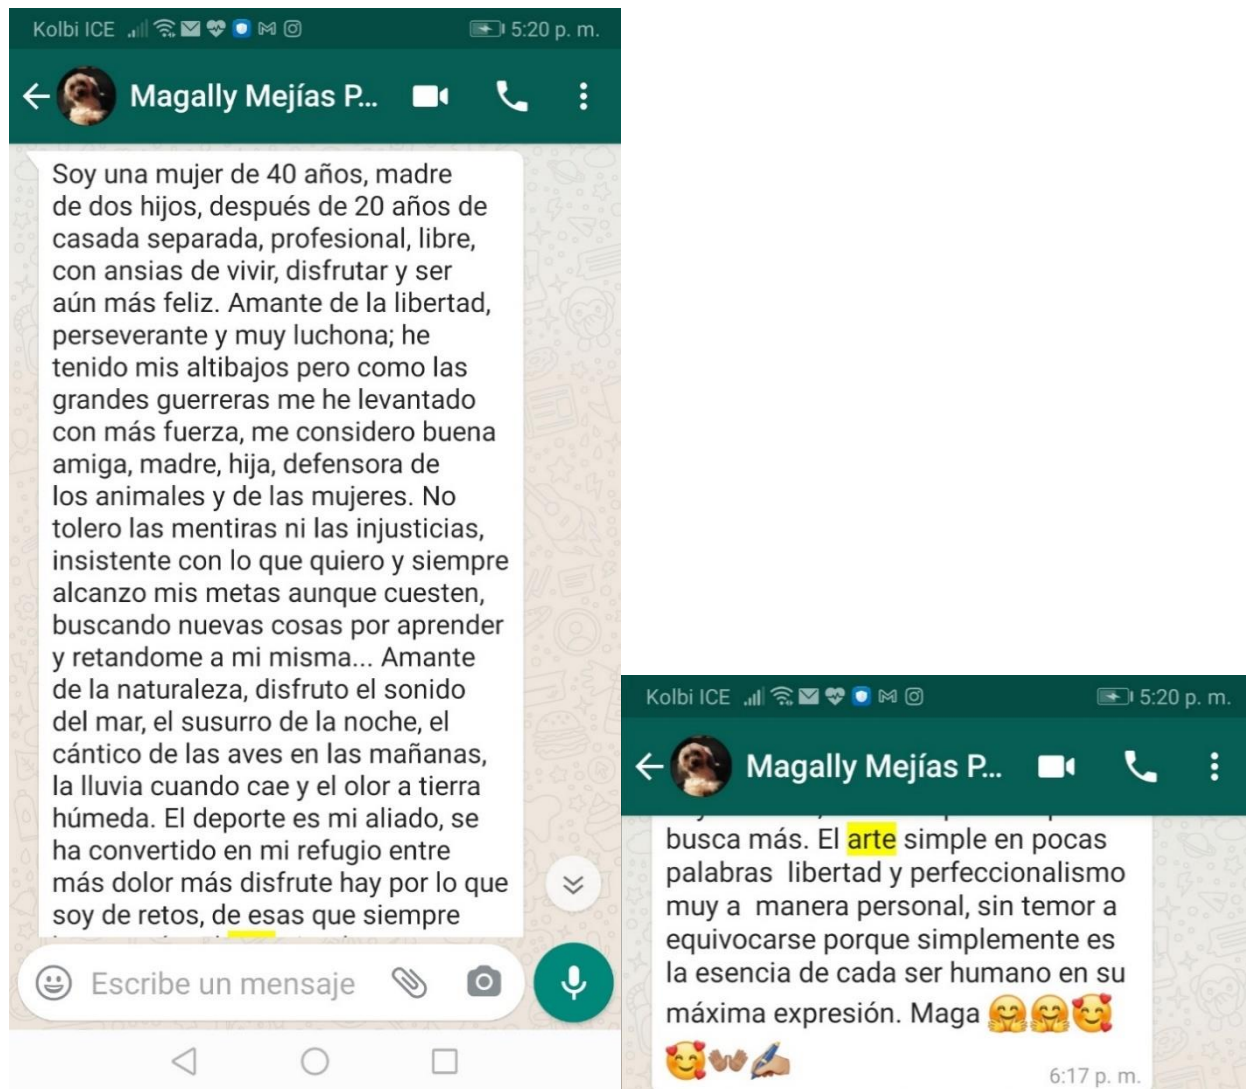 Kolbi ICE 5:20 p. m.
Magally Mejías P...
Soy una mujer de 40 años, madre
de dos hijos, después de 20 años de
casada separada, profesional, libre,
con ansias de vivir, disfrutar y ser
aún más feliz. Amante de la libertad,
perseverante y muy luchona; he
tenido mis altibajos pero como las
grandes guerreras me he levantado
con más fuerza, me considero buena
amiga, madre, hija, defensora de
los animales y de las mujeres. No
tolero las mentiras ni las injusticias,
insistente con lo que quiero y siempre
alcanzo mis metas aunque cuesten,
buscando nuevas cosas por aprender
y retandome a mi misma... Amante
de la naturaleza, disfruto el sonido
del mar, el susurro de la noche, el
cántico de las aves en las mañanas,
la lluvia cuando cae y el olor a tierra
húmeda. El deporte es mi aliado, se
ha convertido en mi refugio entre
más dolor más disfrute hay por lo que
soy de retos, de esas que siempre
Escribe un mensaje
Kolbi ICE 5:20 p. m.
Magally Mejías P...
busca más. El arte simple en pocas
palabras libertad y perfeccionalismo
muy a manera personal, sin temor a
equivocarse porque simplemente es
la esencia de cada ser humano en su
máxima expresión. Maga 🤗🤗🥰
🥰👐🏽✍🏼
6:17 p. m.